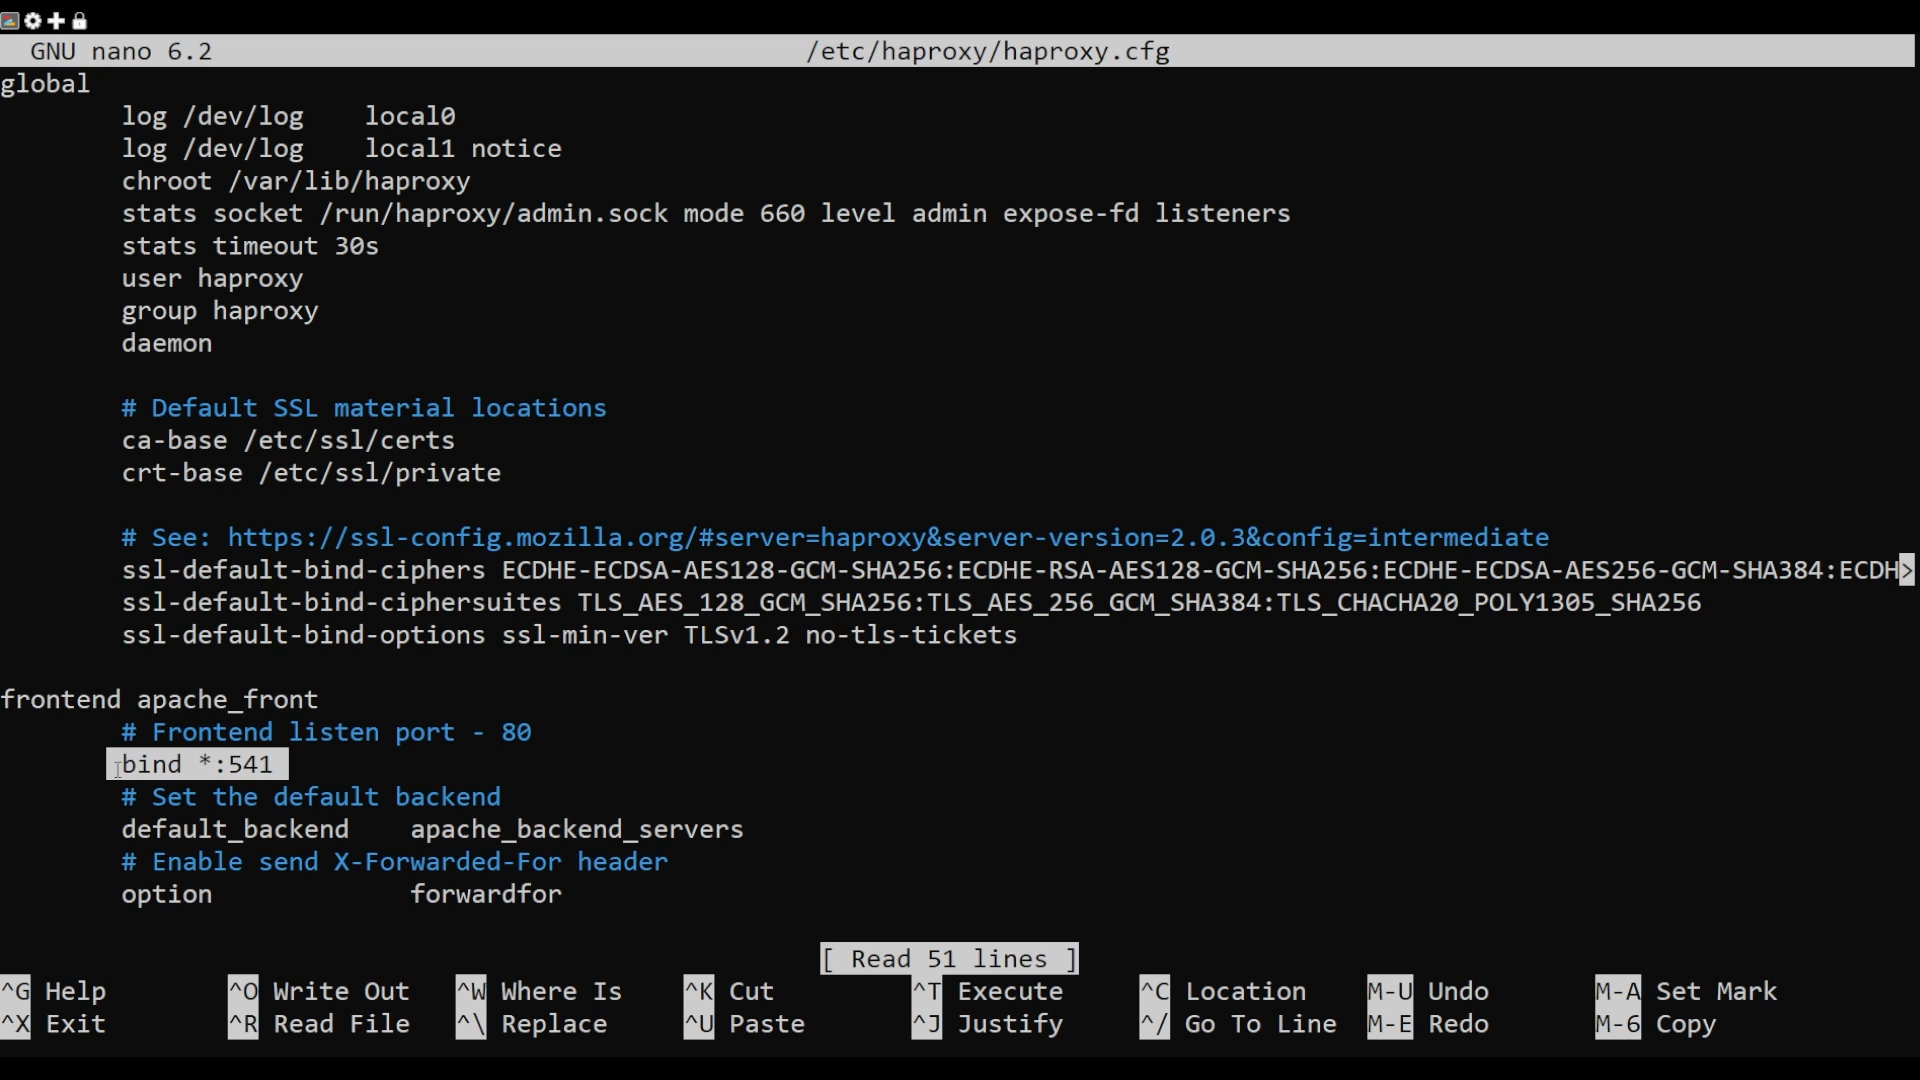 GNU nano 6.2 /etc/haproxy/haproxy.cfg
global
log /dev/log local0
log /dev/log local1 notice
chroot /var/lib/haproxy
stats socket /run/haproxy/admin.sock mode 660 level admin expose-fd listeners
stats timeout 30s
user haproxy
group haproxy
daemon
# Default SSL material locations
ca-base /etc/ssl/certs
crt-base /etc/ssl/private
# See: https://ssl-config.mozilla.org/#server=haproxy&server-version=2.0.3&config=intermediate
ssl-default-bind-ciphers ECDHE-ECDSA-AES128-GCM-SHA256:ECDHE-RSA-AES128-GCM-SHA256:ECDHE-ECDSA-AES256-GCM-SHA384:ECDH>
ssl-default-bind-ciphersuites TLS_AES_128_GCM_SHA256:TLS_AES_256_GCM_SHA384:TLS_CHACHA20_POLY1305_SHA256
ssl-default-bind-options ssl-min-ver TLSv1.2 no-tls-tickets
frontend apache_front
# Frontend listen port - 80
bind *:541
# Set the default backend
default_backend apache_backend_servers
# Enable send X-Forwarded-For header
option forwardfor
[ Read 51 lines ]
^G Help ^O Write Out ^W Where Is ^K Cut ^T Execute ^C Location M-U Undo M-A Set Mark
^X Exit ^R Read File ^\ Replace ^U Paste ^J Justify ^/ Go To Line M-E Redo M-6 Copy